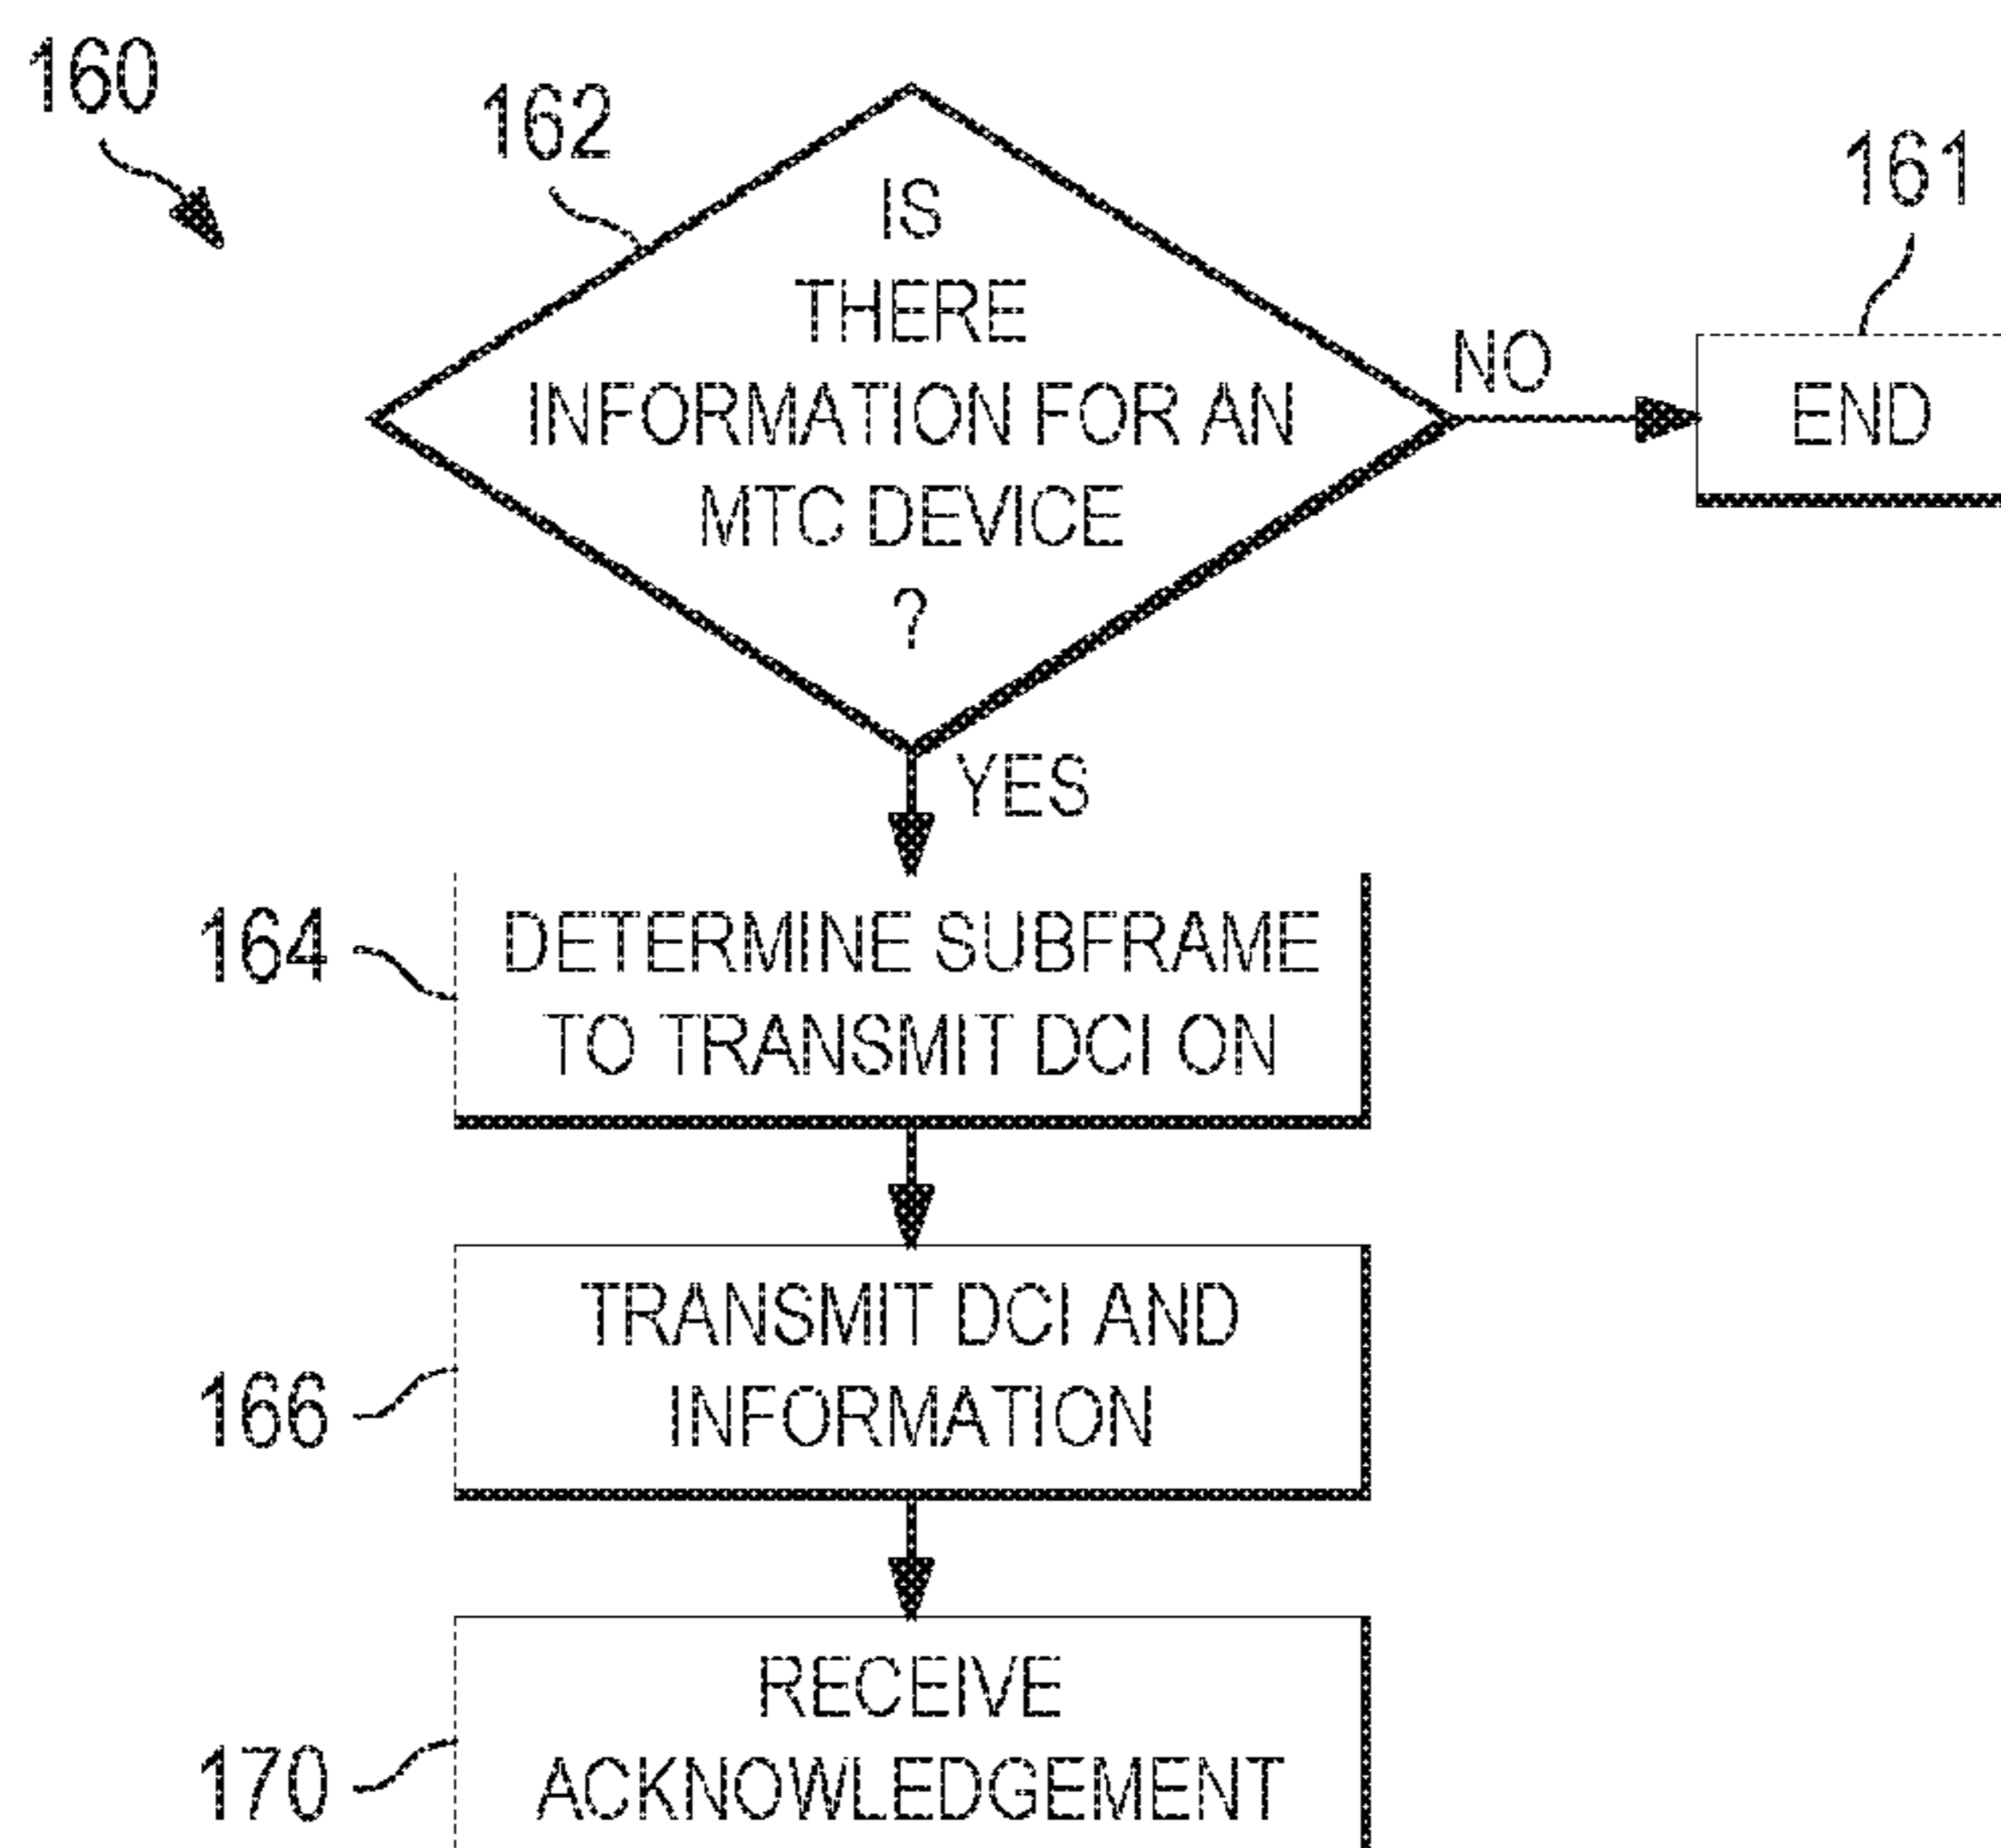 160
162
IS
THERE
INFORMATION FOR AN
MTC DEVICE
?
161
NO
END
YES
164
DETERMINE SUBFRAME
TO TRANSMIT DCI ON
166
TRANSMIT DCI AND
INFORMATION
170
RECEIVE
ACKNOWLEDGEMENT